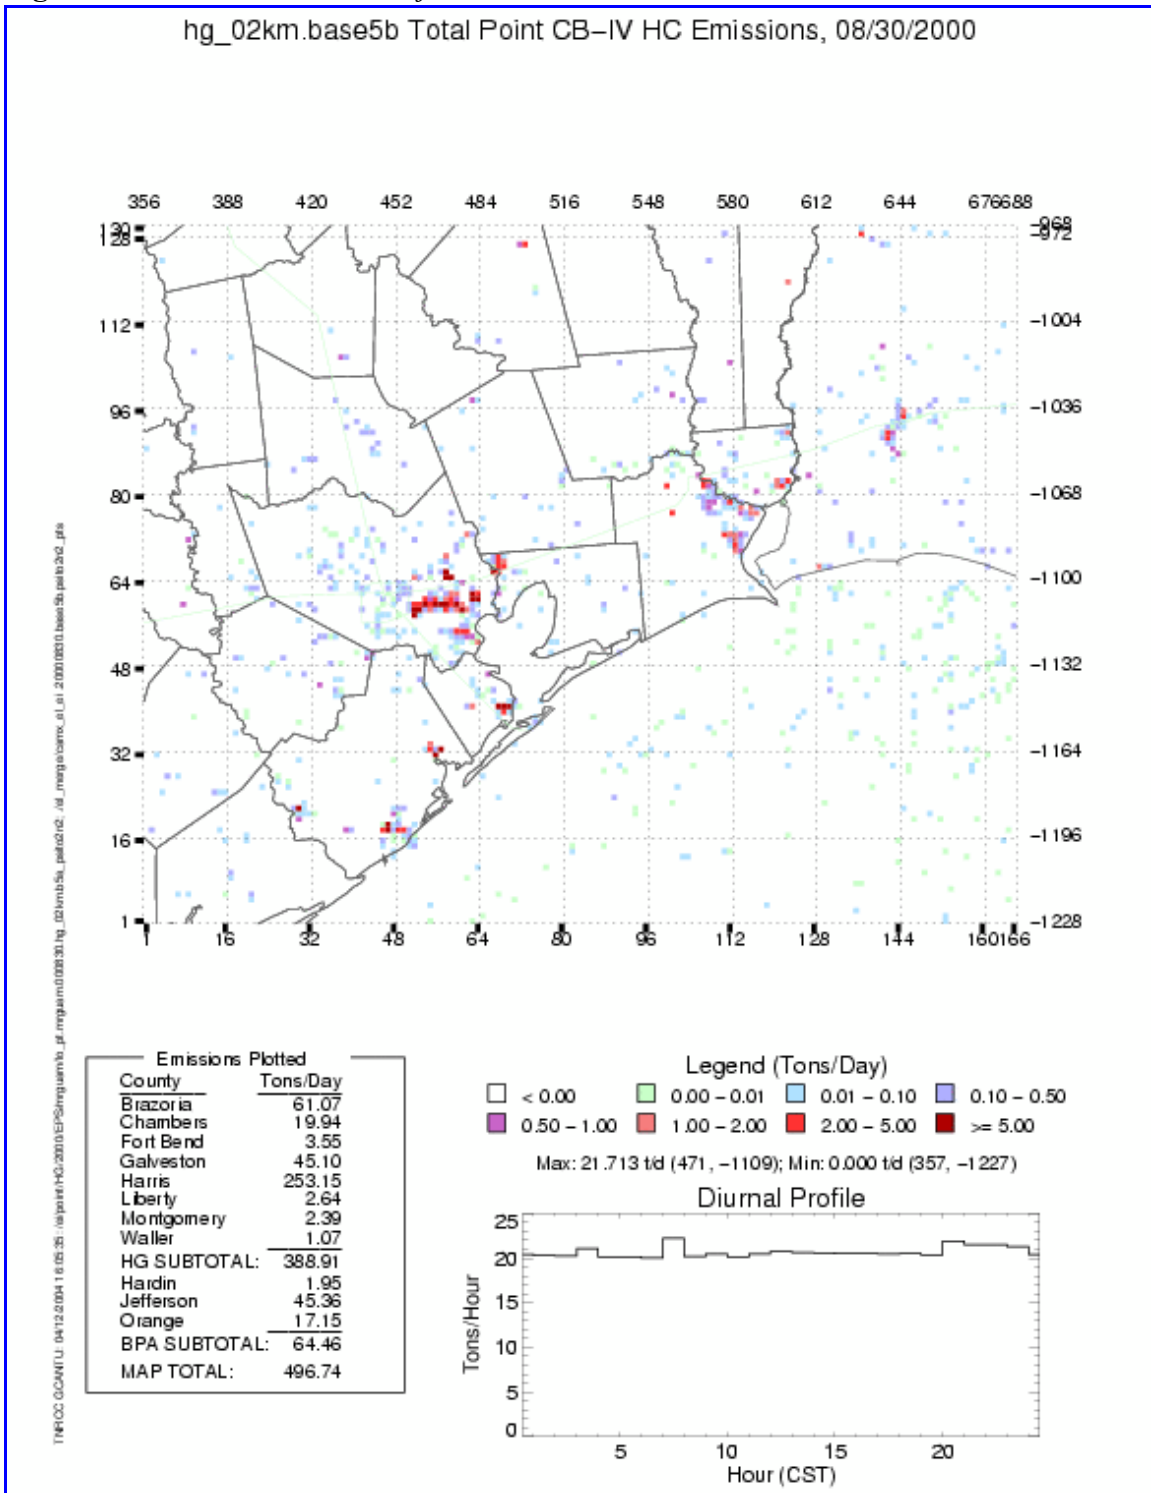 hg_02km.base5b Total Point CB-IV HC Emissions, 08/30/2000
356 388 420 452 484 516 548 580 612 644 676 688
130 -968
128 -972
112 -1004
96 -1036
80 -1068
64 -1100
48 -1132
32 -1164
16 -1196
1 -1228
1 16 32 48 64 80 96 112 128 144 160 166
Emissions Plotted
County Tons/Day
Brazoria 61.07
Chambers 19.94
Fort Bend 3.55
Galveston 45.10
Harris 253.15
Liberty 2.64
Montgomery 2.39
Waller 1.07
HG SUBTOTAL: 388.91
Hardin 1.95
Jefferson 45.36
Orange 17.15
BPA SUBTOTAL: 64.46
MAP TOTAL: 496.74
Legend (Tons/Day)
< 0.00 0.00 - 0.01 0.01 - 0.10 0.10 - 0.50
0.50 - 1.00 1.00 - 2.00 2.00 - 5.00 >= 5.00
Max: 21.713 t/d (471, -1109); Min: 0.000 t/d (357, -1227)
Diurnal Profile
25
20
15
10
5
0
Tons/Hour
5 10 15 20
Hour (CST)